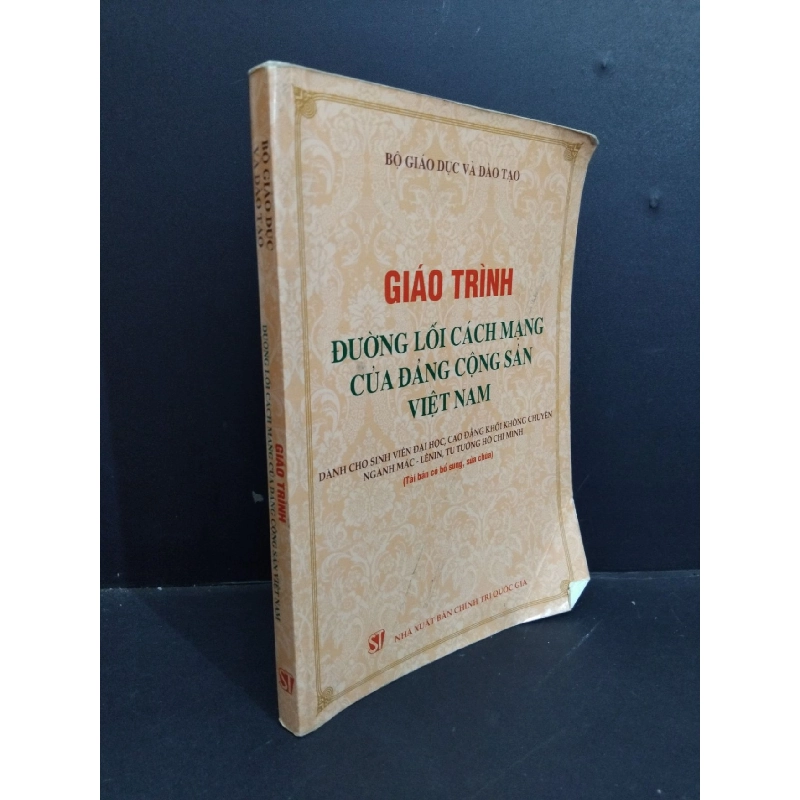 BỘ GIÁO DỤC VÀ ĐÀO TẠO
GIÁO TRÌNH
ĐƯỜNG LỐI CÁCH MẠNG
CỦA ĐẢNG CỘNG SẢN
VIỆT NAM
DÀNH CHO SINH VIÊN ĐẠI HỌC, CAO ĐẲNG KHỐI KHÔNG CHUYÊN
NGÀNH MÁC - LÊNIN, TƯ TƯỞNG HỒ CHÍ MINH
(Tái bản có bổ sung, sửa chữa)
ST NHÀ XUẤT BẢN CHÍNH TRỊ QUỐC GIA
BỘ GIÁO DỤC
VÀ ĐÀO TẠO
GIÁO TRÌNH
ĐƯỜNG LỐI CÁCH MẠNG CỦA ĐẢNG CỘNG SẢN VIỆT NAM
ST